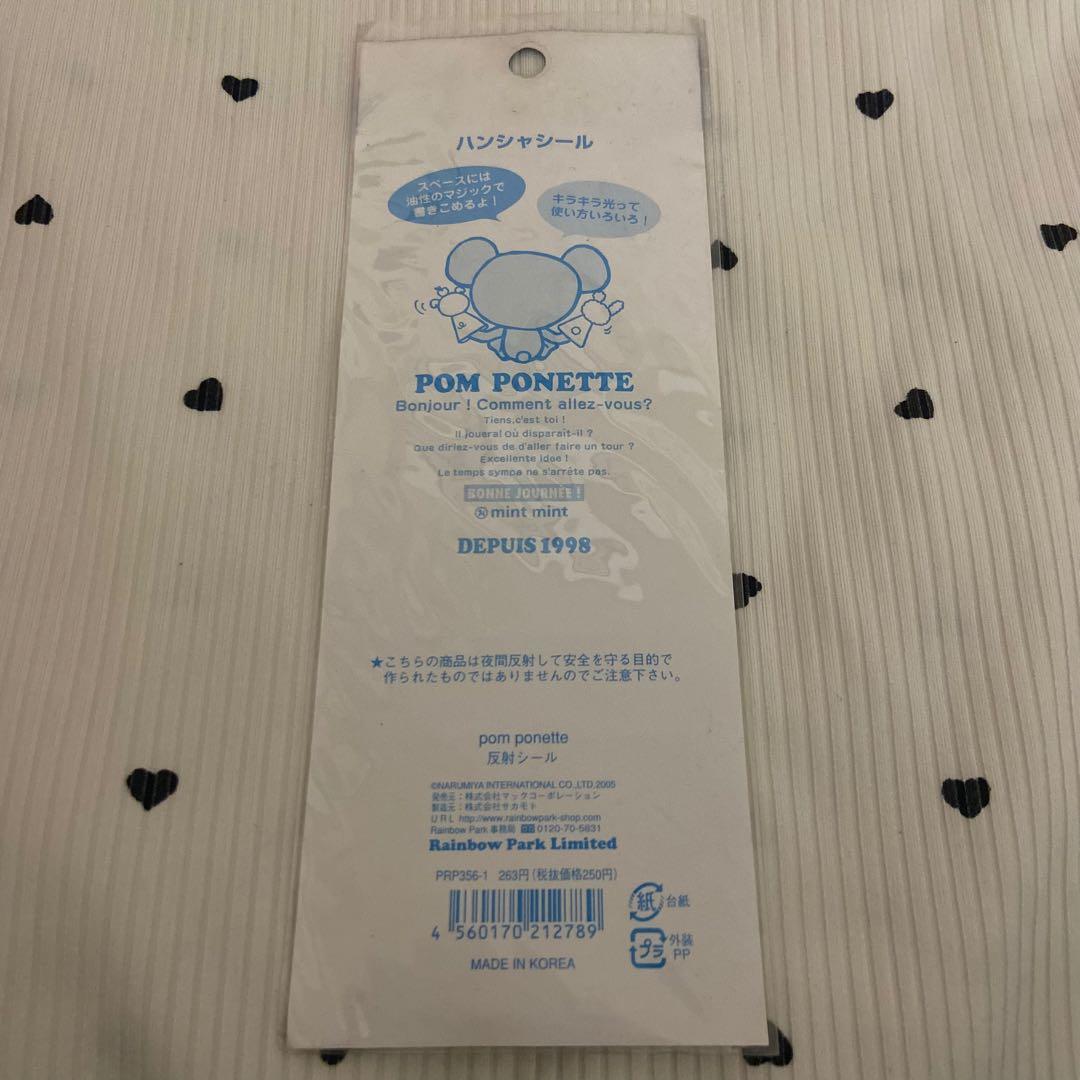 ハンシャシール
スペースには
油性のマジックで
書きこめるよ!
キラキラ光って
使い方いろいろ!
POM PONETTE
Bonjour ! Comment allez-vous?
Tiens,c'est toi !
Il jouera! Où disparaît-il ?
Que diriez-vous de d'aller faire un tour ?
Excellente idee !
Le temps sympa ne s'arrête pas.
BONNE JOURNÉE !
mint mint
DEPUIS 1998
★こちらの商品は夜間反射して安全を守る目的で
作られたものではありませんのでご注意下さい。
pom ponette
反射シール
©NARUMIYA INTERNATIONAL CO.,LTD,2005
発売元:株式会社マックコーポレーション
製造元:株式会社サカモト
URL http://www.rainbowpark-shop.com
Rainbow Park 事務局 0120-70-5831
Rainbow Park Limited
PRP356-1 263円(税抜価格250円)
4 560170 212789
紙 台紙
プラ 外装
PP
MADE IN KOREA